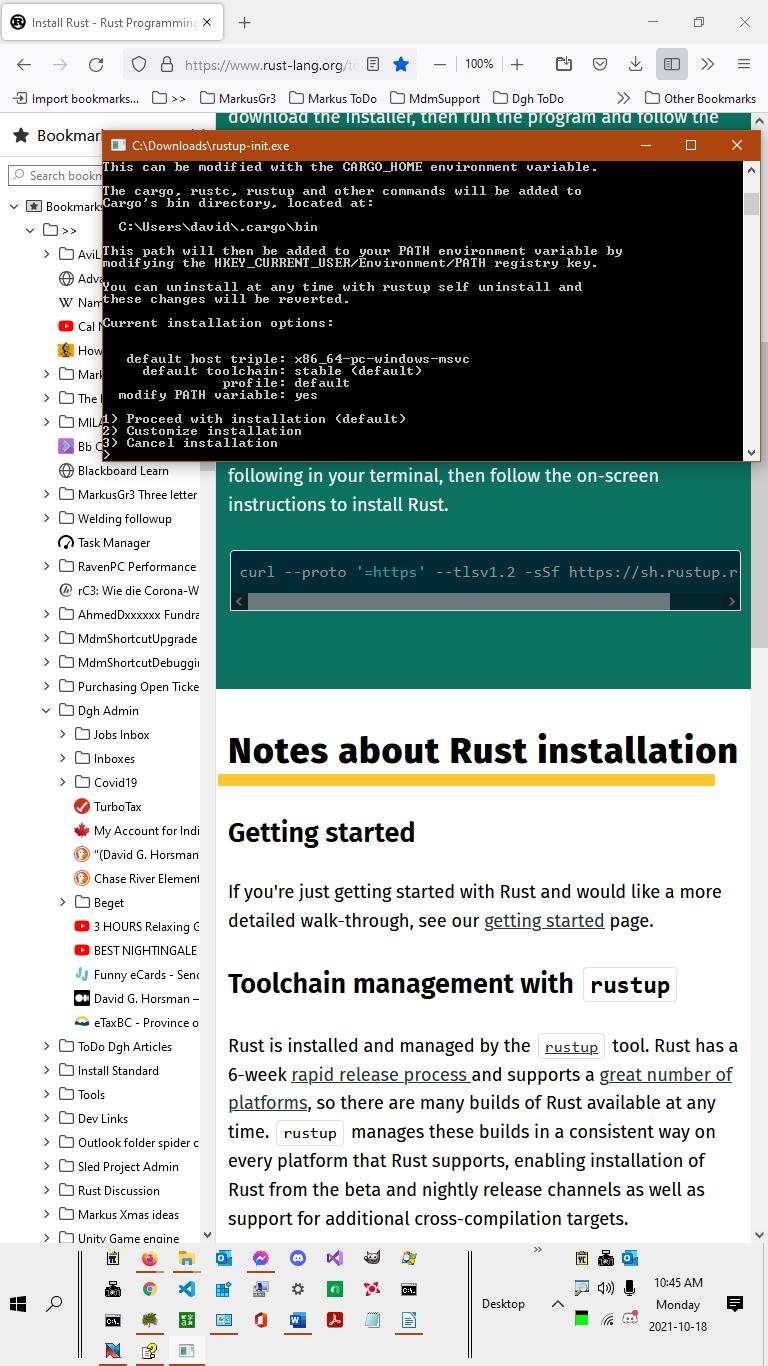 Install Rust - Rust Programming
https://www.rust-lang.org/to
100%
Import bookmarks...
>>
MarkusGr3
Markus ToDo
MdmSupport
Dgh ToDo
Other Bookmarks
download the installer, then run the program and follow the
Bookmar
Search bookm
Bookmarks
>>
Avil
Adva
Nam
Cal N
How
Mark
The I
MILA
Bb C
Blackboard Learn
MarkusGr3 Three letter
Welding followup
Task Manager
RavenPC Performance
rC3: Wie die Corona-W
AhmedDxxxxxx Fundra
MdmShortcutUpgrade
MdmShortcutDebuggin
Purchasing Open Ticke
Dgh Admin
Jobs Inbox
Inboxes
Covid19
TurboTax
My Account for Indi
"(David G. Horsman
Chase River Element
Beget
3 HOURS Relaxing G
BEST NIGHTINGALE
Funny eCards - Send
David G. Horsman –
eTaxBC - Province o
ToDo Dgh Articles
Install Standard
Tools
Dev Links
Outlook folder spider c
Sled Project Admin
Rust Discussion
Markus Xmas ideas
Unity Game engine
C:\Downloads\rustup-init.exe
This can be modified with the CARGO_HOME environment variable.
The cargo, rustc, rustup and other commands will be added to
Cargo's bin directory, located at:
C:\Users\david\.cargo\bin
This path will then be added to your PATH environment variable by
modifying the HKEY_CURRENT_USER/Environment/PATH registry key.
You can uninstall at any time with rustup self uninstall and
these changes will be reverted.
Current installation options:
default host triple: x86_64-pc-windows-msvc
default toolchain: stable (default)
profile: default
modify PATH variable: yes
1) Proceed with installation (default)
2) Customize installation
3) Cancel installation
>
following in your terminal, then follow the on-screen
instructions to install Rust.
curl --proto '=https' --tlsv1.2 -sSf https://sh.rustup.r
Notes about Rust installation
Getting started
If you're just getting started with Rust and would like a more
detailed walk-through, see our getting started page.
Toolchain management with rustup
Rust is installed and managed by the rustup tool. Rust has a
6-week rapid release process and supports a great number of
platforms, so there are many builds of Rust available at any
time. rustup manages these builds in a consistent way on
every platform that Rust supports, enabling installation of
Rust from the beta and nightly release channels as well as
support for additional cross-compilation targets.
Desktop
10:45 AM
Monday
2021-10-18